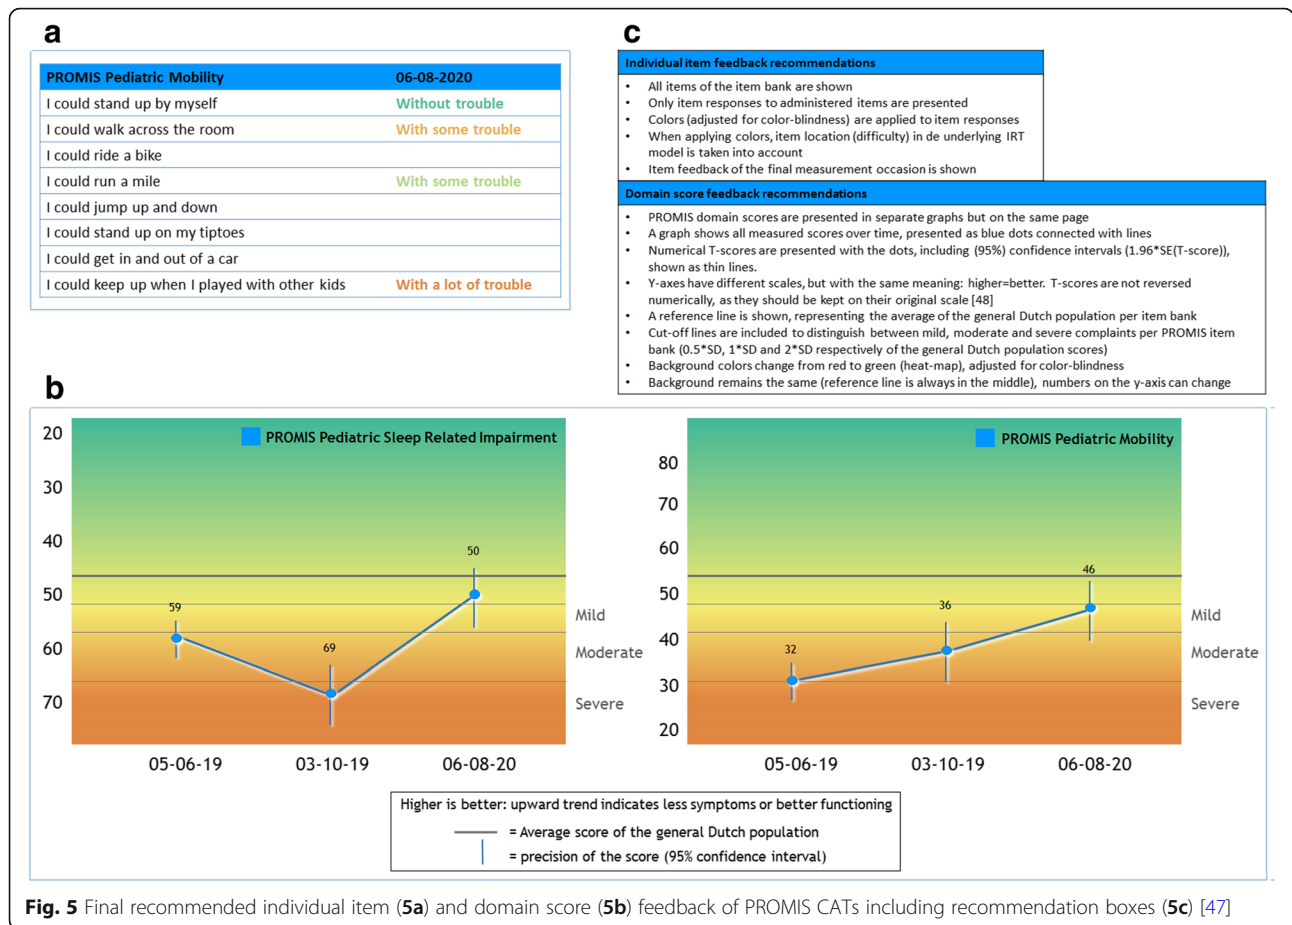 a
PROMIS Pediatric Mobility 06-08-2020
I could stand up by myself Without trouble
I could walk across the room With some trouble
I could ride a bike
I could run a mile With some trouble
I could jump up and down
I could stand up on my tiptoes
I could get in and out of a car
I could keep up when I played with other kids With a lot of trouble
c
Individual item feedback recommendations
• All items of the item bank are shown
• Only item responses to administered items are presented
• Colors (adjusted for color-blindness) are applied to item responses
• When applying colors, item location (difficulty) in de underlying IRT
model is taken into account
• Item feedback of the final measurement occasion is shown
Domain score feedback recommendations
• PROMIS domain scores are presented in separate graphs but on the same page
• A graph shows all measured scores over time, presented as blue dots connected with lines
• Numerical T-scores are presented with the dots, including (95%) confidence intervals (1.96*SE(T-score)),
shown as thin lines.
• Y-axes have different scales, but with the same meaning: higher=better. T-scores are not reversed
numerically, as they should be kept on their original scale [48]
• A reference line is shown, representing the average of the general Dutch population per item bank
• Cut-off lines are included to distinguish between mild, moderate and severe complaints per PROMIS item
bank (0.5*SD, 1*SD and 2*SD respectively of the general Dutch population scores)
• Background colors change from red to green (heat-map), adjusted for color-blindness
• Background remains the same (reference line is always in the middle), numbers on the y-axis can change
b
PROMIS Pediatric Sleep Related Impairment
20
30
40
50
60
70
59
69
50
Mild
Moderate
Severe
05-06-19 03-10-19 06-08-20
PROMIS Pediatric Mobility
80
70
60
50
40
30
20
32
36
46
Mild
Moderate
Severe
05-06-19 03-10-19 06-08-20
Higher is better: upward trend indicates less symptoms or better functioning
= Average score of the general Dutch population
= precision of the score (95% confidence interval)
Fig. 5 Final recommended individual item (5a) and domain score (5b) feedback of PROMIS CATs including recommendation boxes (5c) [47]